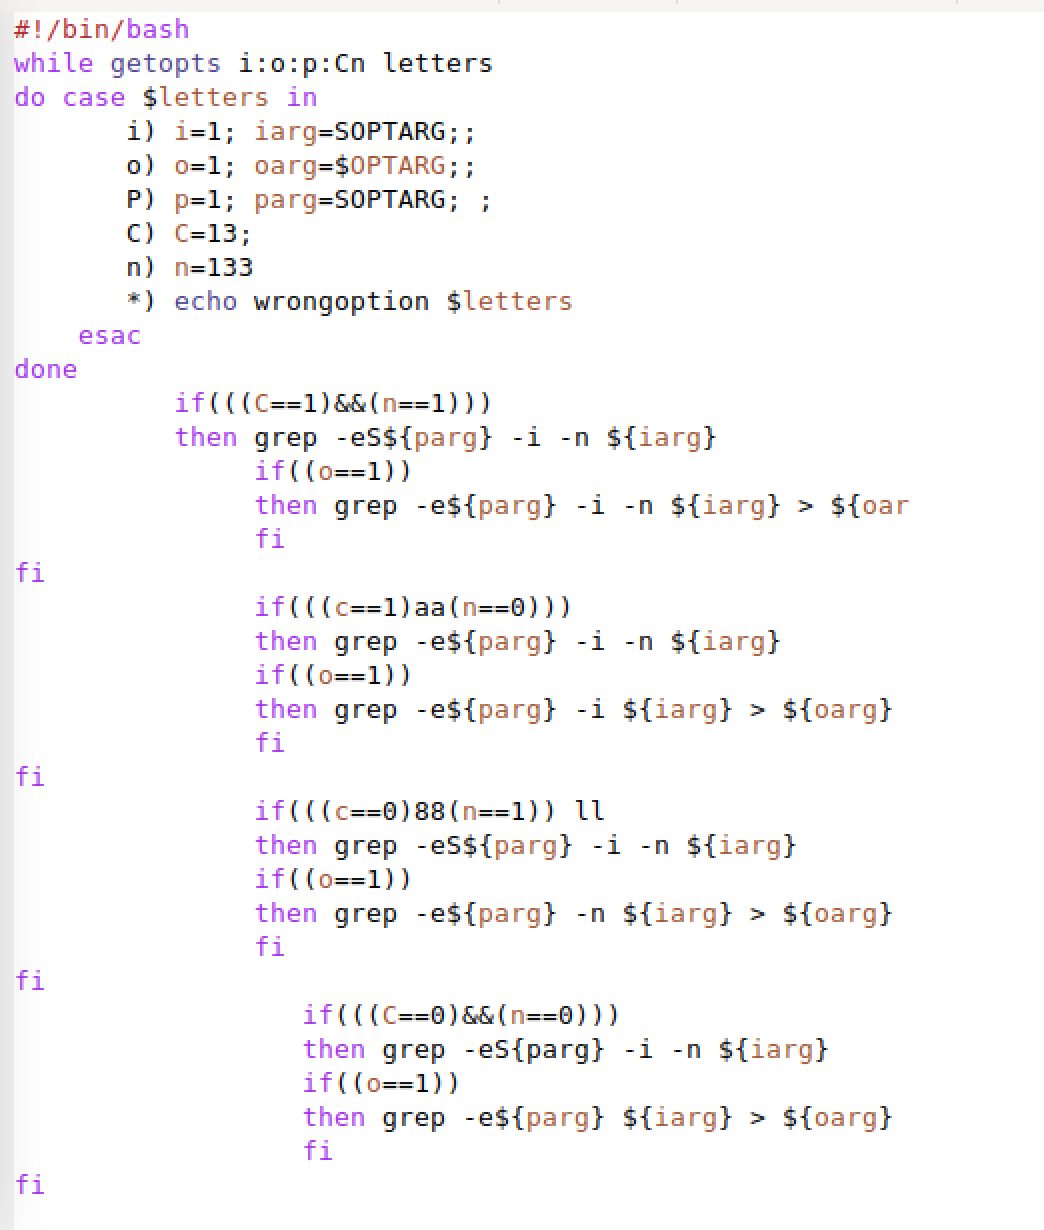 #!/bin/bash
while getopts i:o:p:Cn letters
do case $letters in
i) i=1; iarg=SOPTARG;;
o) o=1; oarg=$OPTARG;;
P) p=1; parg=SOPTARG; ;
C) C=13;
n) n=133
*) echo wrongoption $letters
esac
done
if(((C==1)&&(n==1)))
then grep -eS${parg} -i -n ${iarg}
if((o==1))
then grep -e${parg} -i -n ${iarg} > ${oar
fi
fi
if(((c==1)aa(n==0)))
then grep -e${parg} -i -n ${iarg}
if((o==1))
then grep -e${parg} -i ${iarg} > ${oarg}
fi
fi
if(((c==0)88(n==1)) ll
then grep -eS${parg} -i -n ${iarg}
if((o==1))
then grep -e${parg} -n ${iarg} > ${oarg}
fi
fi
if(((C==0)&&(n==0)))
then grep -eS{parg} -i -n ${iarg}
if((o==1))
then grep -e${parg} ${iarg} > ${oarg}
fi
fi